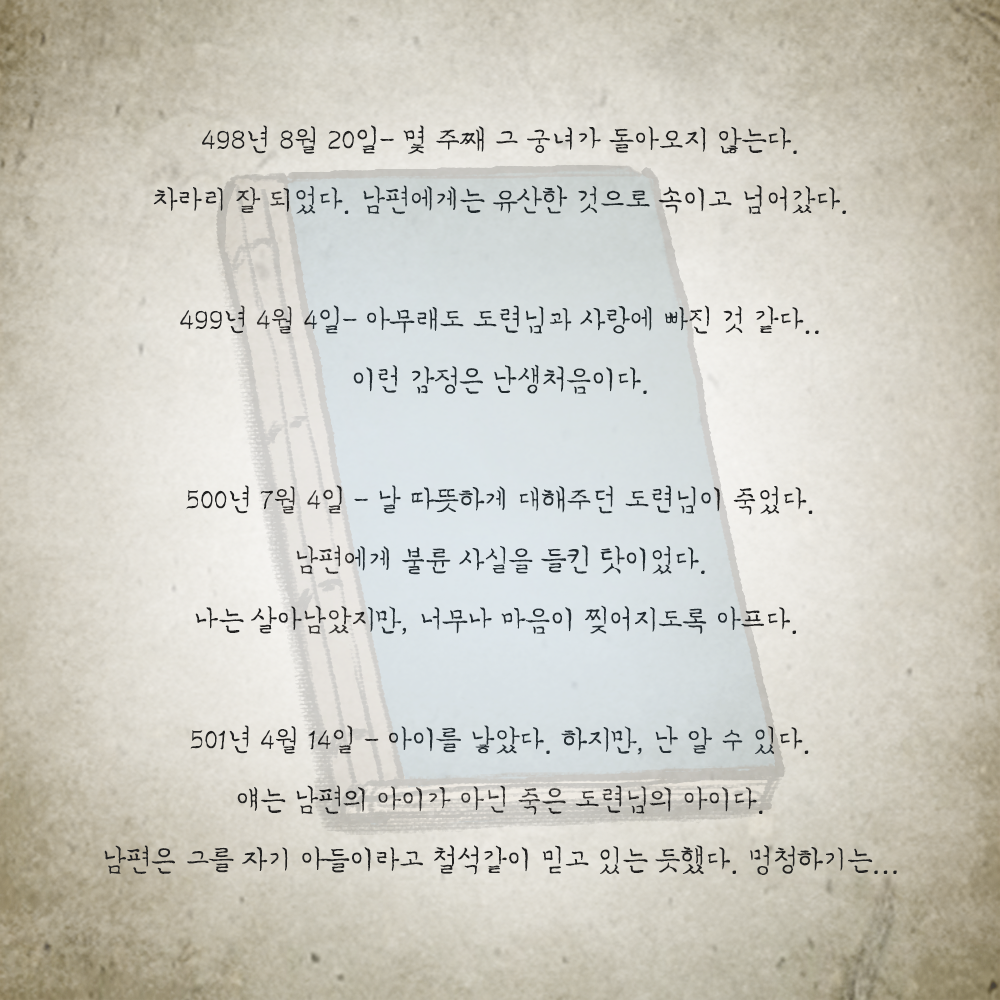 498년 8월 20일- 몇 주째 그 궁녀가 돌아오지 않는다.
차라리 잘 되었다. 남편에게는 유산한 것으로 속이고 넘어갔다.
499년 4월 4일- 아무래도 도련님과 사랑에 빠진 것 같다..
이런 감정은 난생처음이다.
500년 7월 4일 - 날 따뜻하게 대해주던 도련님이 죽었다.
남편에게 불륜 사실을 들킨 탓이었다.
나는 살아남았지만, 너무나 마음이 찢어지도록 아프다.
501년 4월 14일 - 아이를 낳았다. 하지만, 난 알 수 있다.
얘는 남편의 아이가 아닌 죽은 도련님의 아이다.
남편은 그를 자기 아들이라고 철석같이 믿고 있는 듯했다. 멍청하기는...